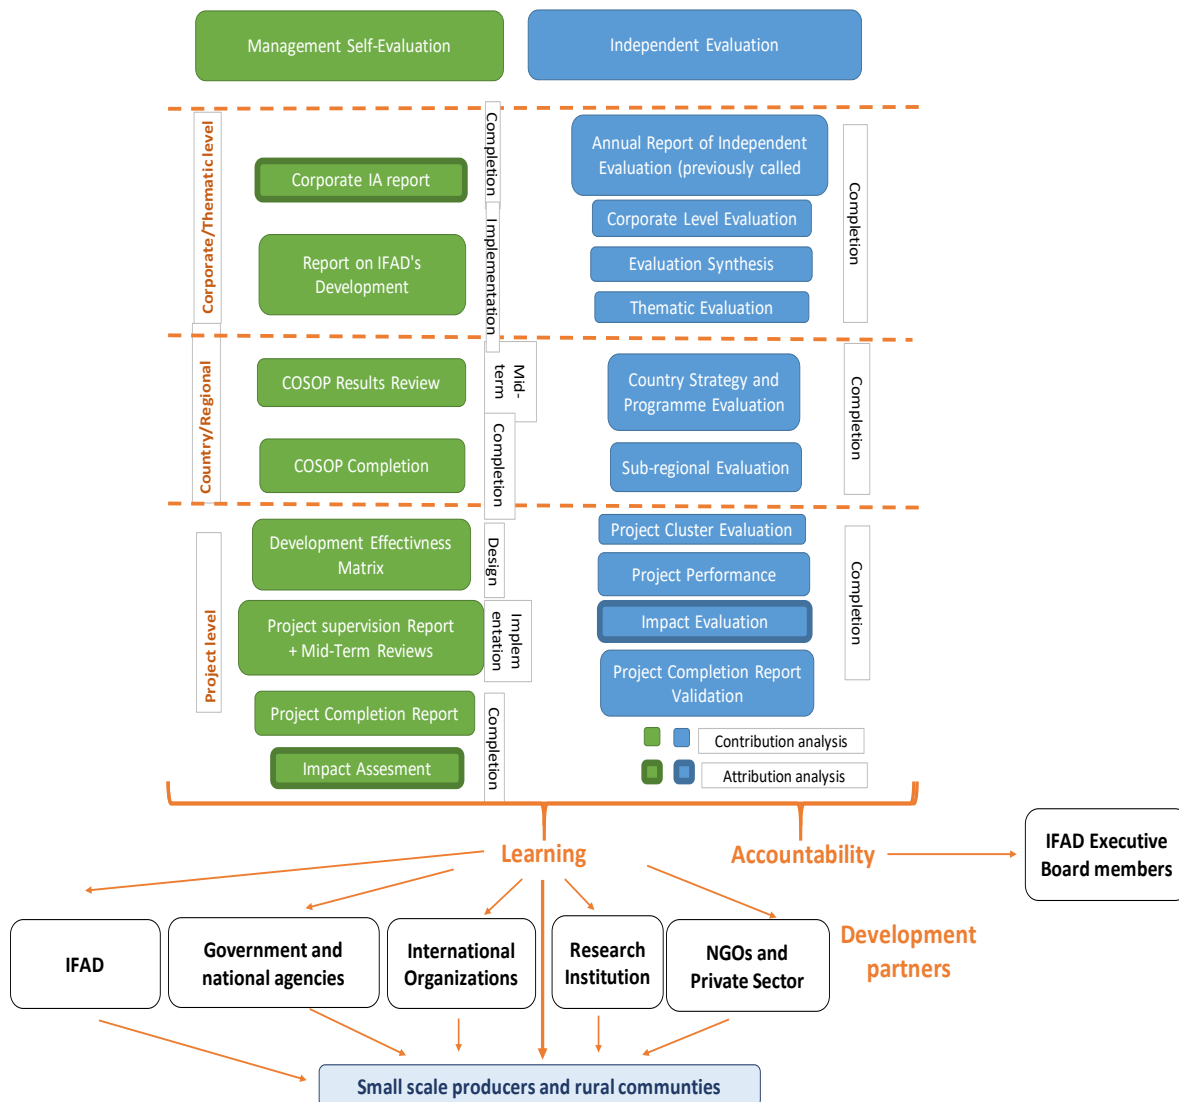 Management Self-Evaluation
Independent Evaluation
Corporate/Thematic level
Corporate IA report
Report on IFAD's
Development
Completion
Implementation
Annual Report of Independent
Evaluation (previously called
Corporate Level Evaluation
Evaluation Synthesis
Thematic Evaluation
Completion
Country/Regional
COSOP Results Review
COSOP Completion
Mid-
term
Completion
Country Strategy and
Programme Evaluation
Sub-regional Evaluation
Completion
Project level
Development Effectivness
Matrix
Project supervision Report
+ Mid-Term Reviews
Project Completion Report
Impact Assesment
Design
Implem
entation
Completion
Project Cluster Evaluation
Project Performance
Impact Evaluation
Project Completion Report
Validation
Completion
Contribution analysis
Attribution analysis
Learning
Accountability
IFAD Executive
Board members
IFAD
Government and
national agencies
International
Organizations
Research
Institution
NGOs and
Private Sector
Development
partners
Small scale producers and rural communties